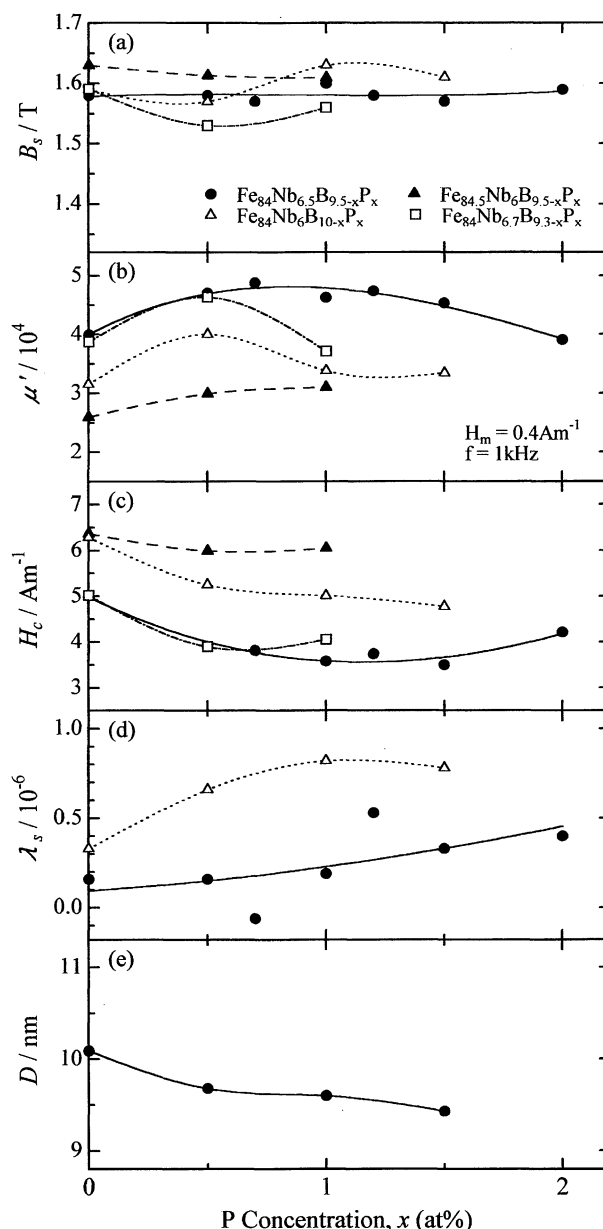 1.7
(a)
1.6
1.5
1.4
B_s / T
● Fe₈₄Nb₆.₅B₉.₅₋ₓPₓ ▲ Fe₈₄.₅Nb₆B₉.₅₋ₓPₓ
△ Fe₈₄Nb₆B₁₀₋ₓPₓ □ Fe₈₄Nb₆.₇B₉.₃₋ₓPₓ
(b)
5
4
3
2
μ' / 10⁴
H_m = 0.4Am⁻¹
f = 1kHz
(c)
7
6
5
4
3
H_c / Am⁻¹
(d)
1.0
0.5
0.0
λ_s / 10⁻⁶
(e)
11
10
9
D / nm
0 1 2
P Concentration, x (at%)